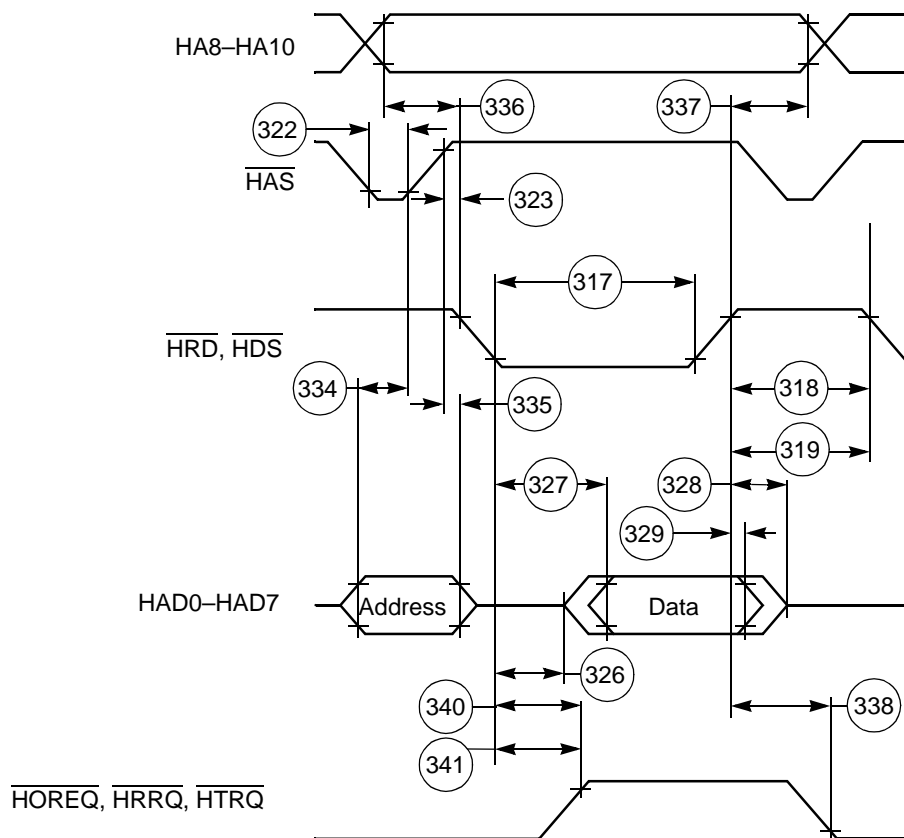 HA8–HA10
336
337
322
HAS
323
317
HRD, HDS
334
335
318
319
327
328
329
HAD0–HAD7
Address
Data
326
340
338
341
HOREQ, HRRQ, HTRQ